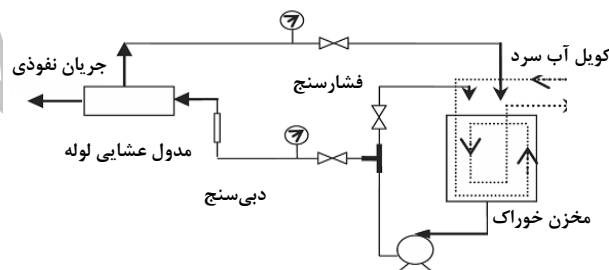 کویل آب سرد
جریان نفوذی
فشارسنج
مدول عشایی لوله
دبی‌سنج
مخزن خوراک